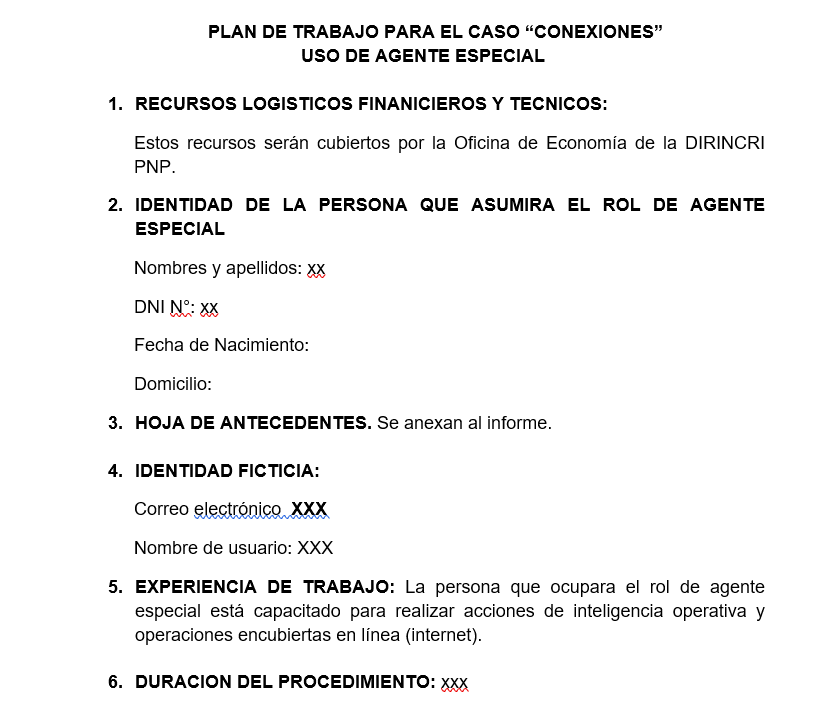 PLAN DE TRABAJO PARA EL CASO “CONEXIONES”
USO DE AGENTE ESPECIAL
1. RECURSOS LOGISTICOS FINANICIEROS Y TECNICOS:
Estos recursos serán cubiertos por la Oficina de Economía de la DIRINCRI
PNP.
2. IDENTIDAD DE LA PERSONA QUE ASUMIRA EL ROL DE AGENTE
ESPECIAL
Nombres y apellidos: xx
DNI N°: xx
Fecha de Nacimiento:
Domicilio:
3. HOJA DE ANTECEDENTES. Se anexan al informe.
4. IDENTIDAD FICTICIA:
Correo electrónico XXX
Nombre de usuario: XXX
5. EXPERIENCIA DE TRABAJO: La persona que ocupara el rol de agente
especial está capacitado para realizar acciones de inteligencia operativa y
operaciones encubiertas en línea (internet).
6. DURACION DEL PROCEDIMIENTO: xxx